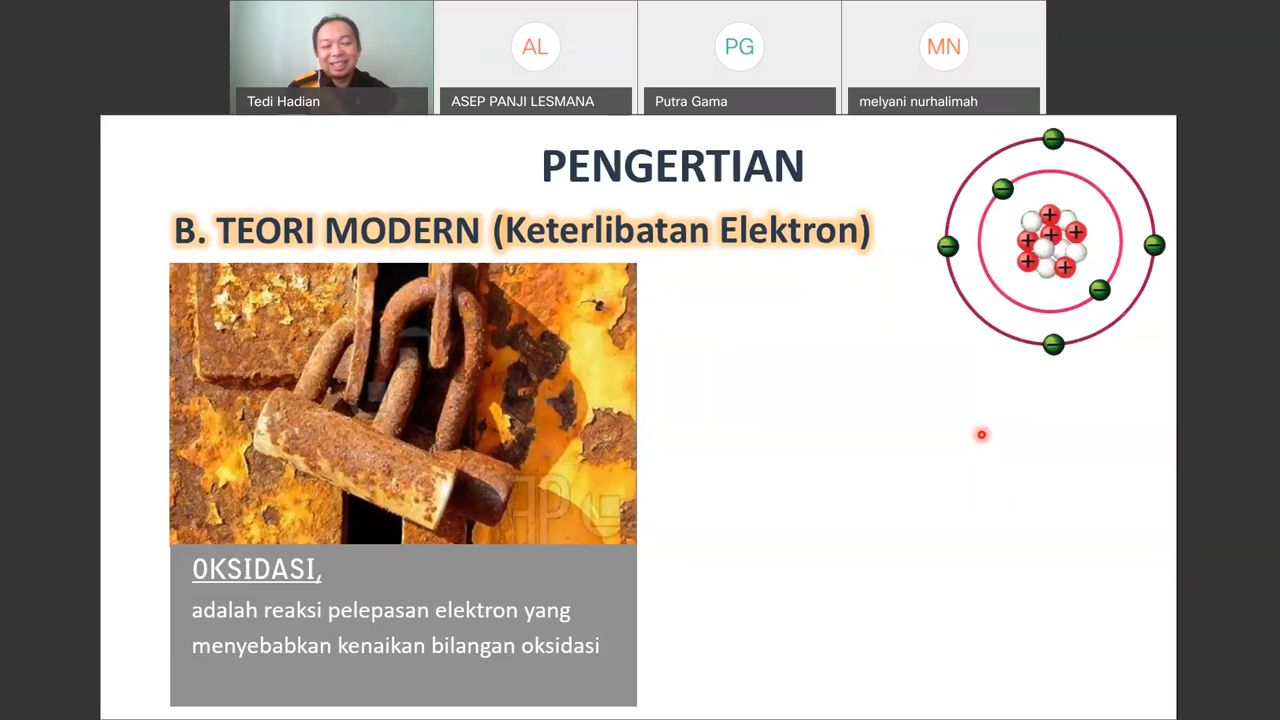 AL
PG
MN
Tedi Hadian
ASEP PANJI LESMANA
Putra Gama
melyani nurhalimah
PENGERTIAN
B. TEORI MODERN (Keterlibatan Elektron)
OKSIDASI,
adalah reaksi pelepasan elektron yang
menyebabkan kenaikan bilangan oksidasi